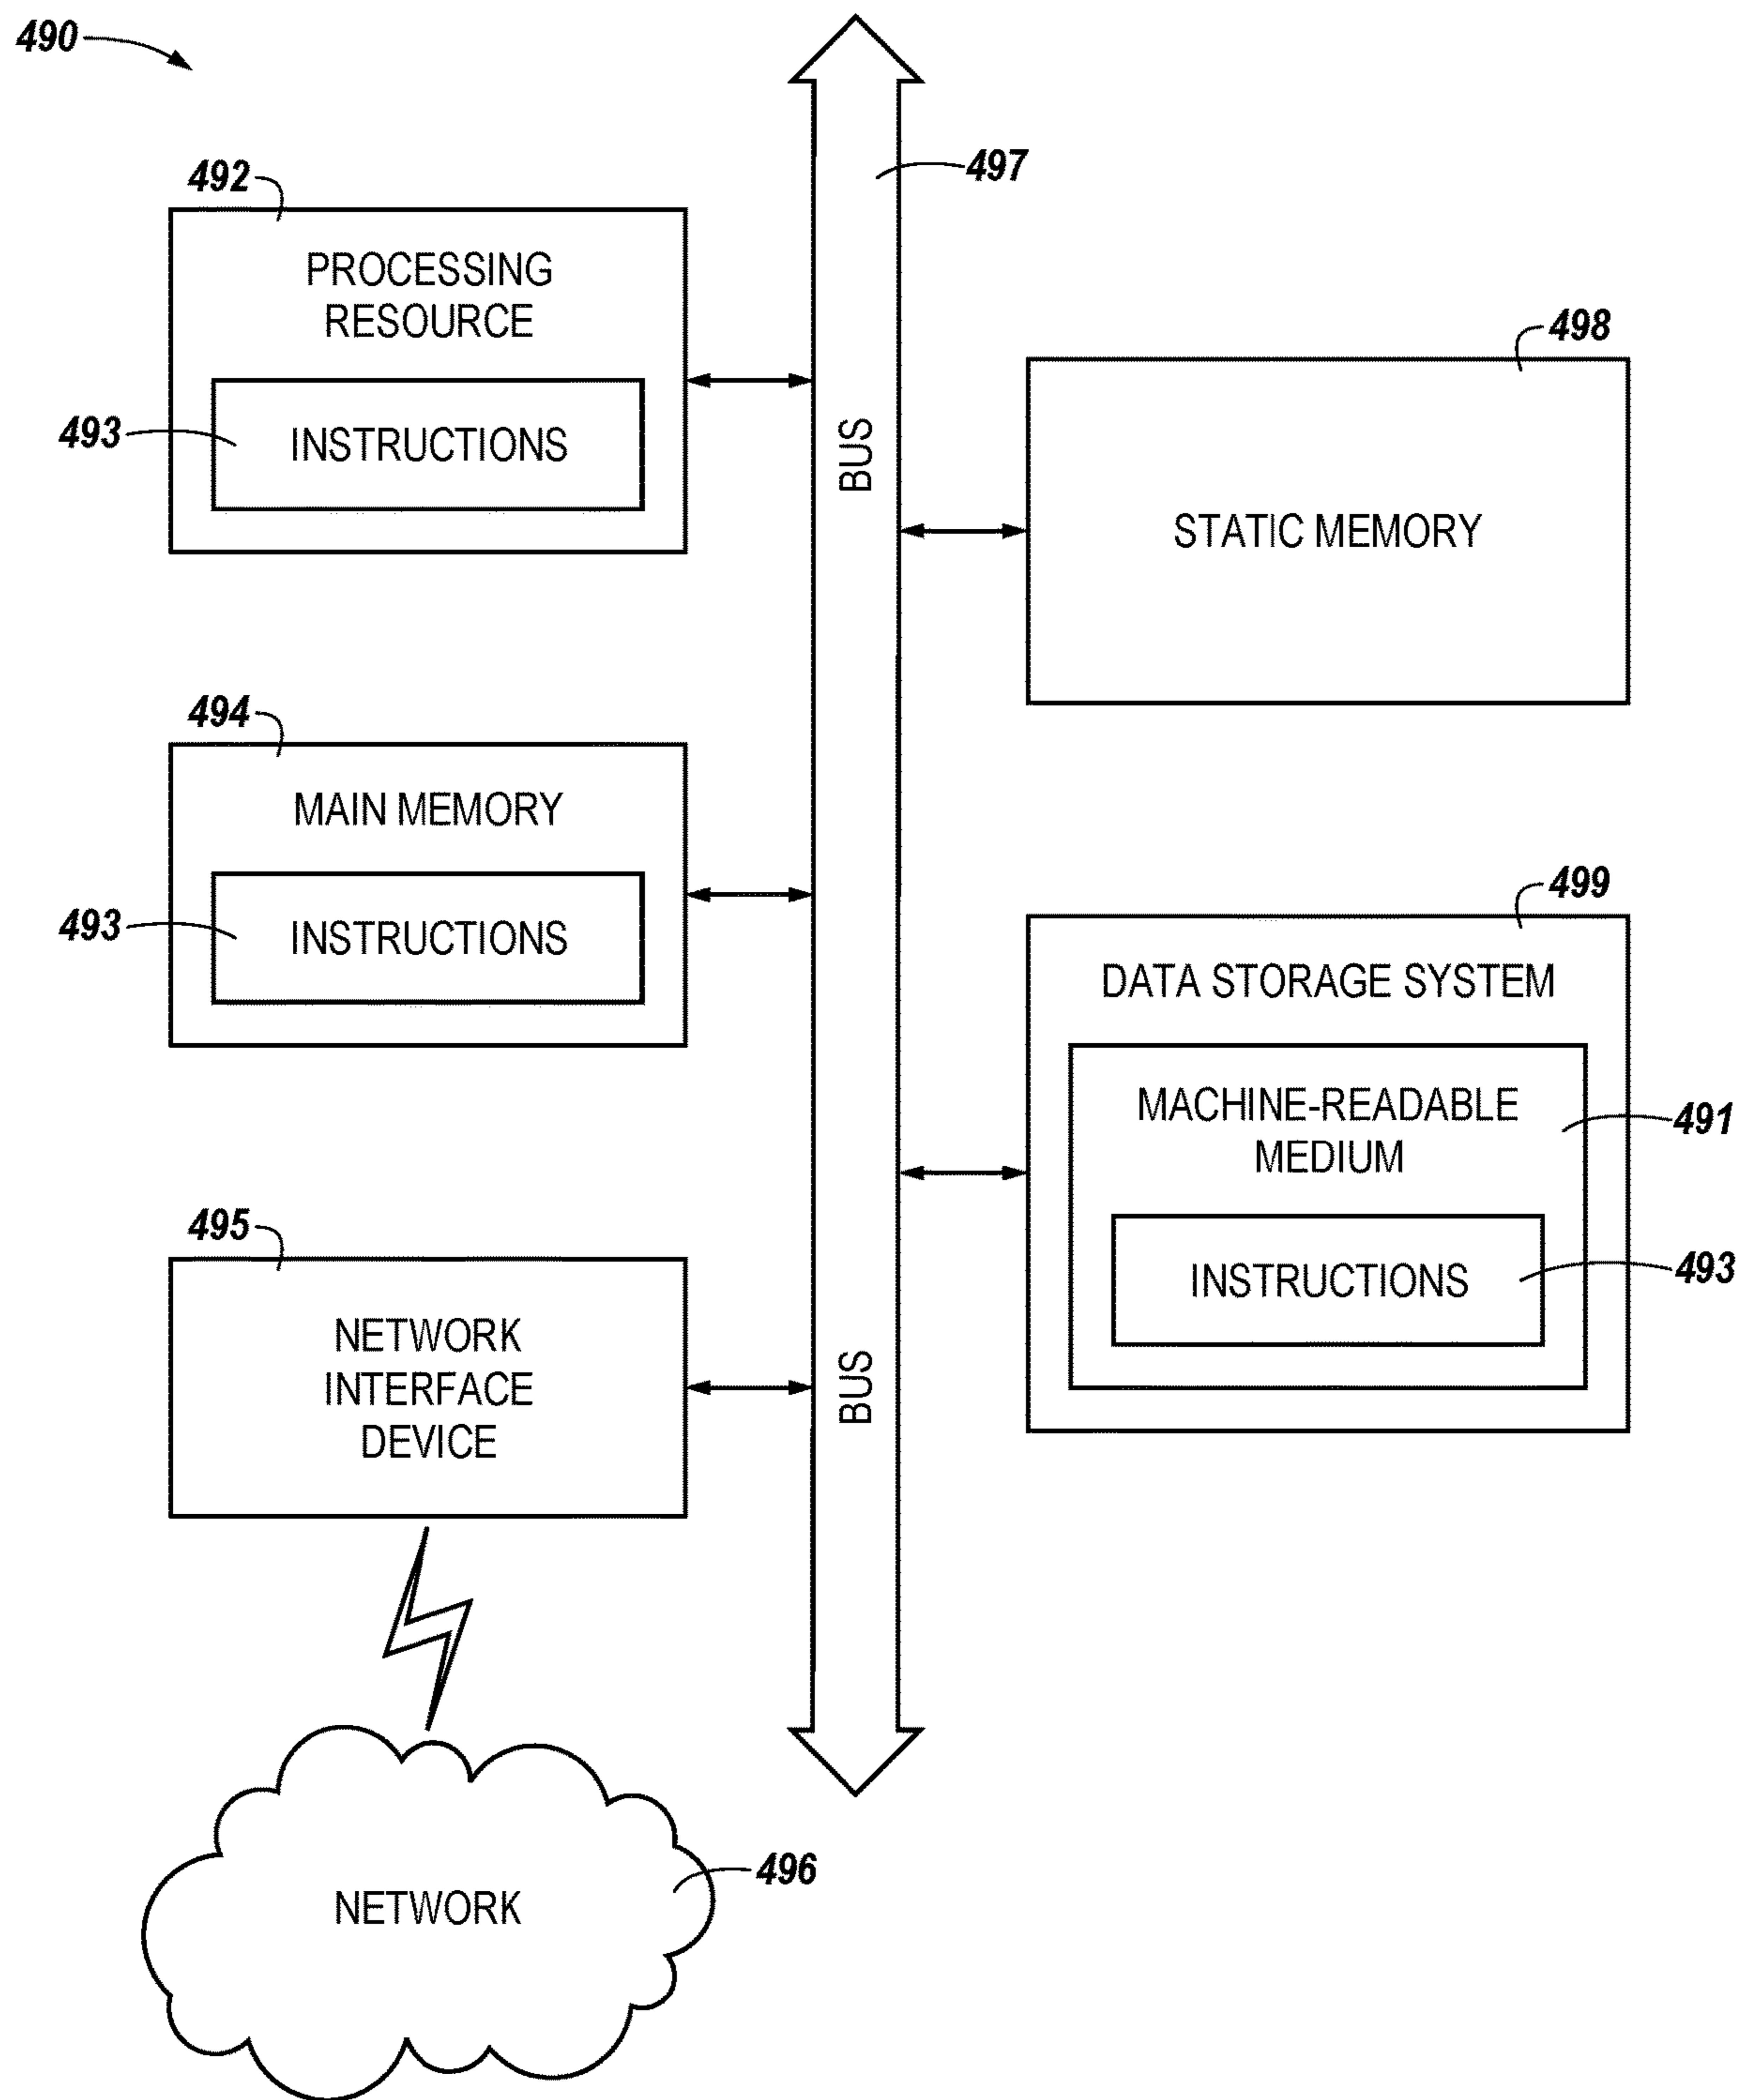 490
492
PROCESSING
RESOURCE
493
INSTRUCTIONS
494
MAIN MEMORY
493
INSTRUCTIONS
495
NETWORK
INTERFACE
DEVICE
NETWORK
496
BUS
BUS
497
498
STATIC MEMORY
499
DATA STORAGE SYSTEM
MACHINE-READABLE
MEDIUM
491
INSTRUCTIONS
493